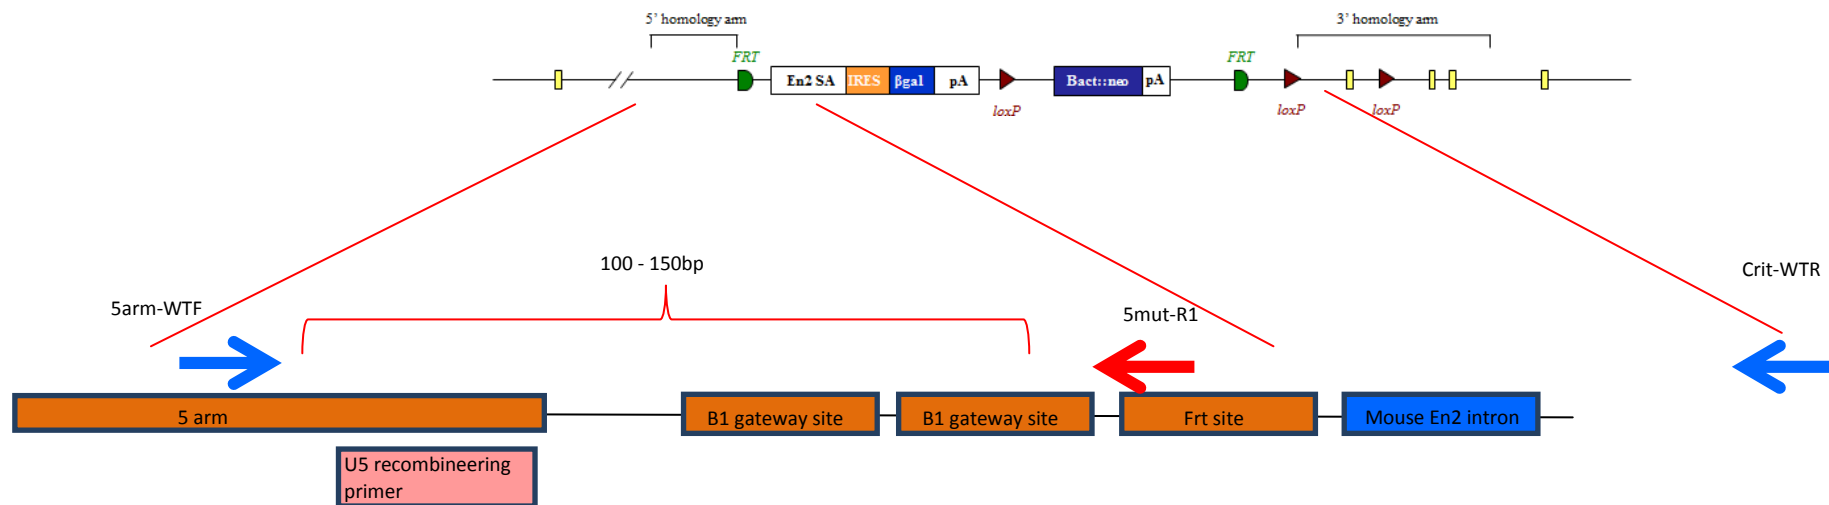 5' homology arm
3' homology arm
FRT
FRT
En2 SA IRES βgal pA
Bact::neo pA
loxP
loxP
loxP
100 - 150bp
Crit-WTR
5arm-WTF
5mut-R1
5 arm
B1 gateway site
B1 gateway site
Frt site
Mouse En2 intron
U5 recombineering
primer